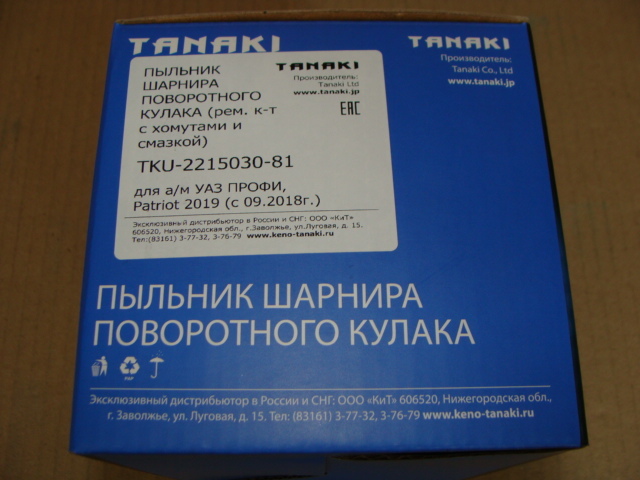 TANAKI
TANAKI
Производитель:
Tanaki Co., Ltd
www.tanaki.jp
ПЫЛЬНИК
ШАРНИРА
ПОВОРОТНОГО
КУЛАКА (рем. к-т
с хомутами и
смазкой)
TANAKI
Производитель:
Tanaki Ltd
www.tanaki.jp
EAC
TKU-2215030-81
для а/м УАЗ ПРОФИ,
Patriot 2019 (с 09.2018г.)
Эксклюзивный дистрибьютор в России и СНГ: ООО «КиТ»
606520, Нижегородская обл., г.Заволжье, ул.Луговая, д. 15.
Тел:(83161) 3-77-32, 3-76-79 www.keno-tanaki.ru
ПЫЛЬНИК ШАРНИРА
ПОВОРОТНОГО КУЛАКА
PAP
Эксклюзивный дистрибьютор в России и СНГ: ООО «КиТ» 606520, Нижегородская обл.,
г. Заволжье, ул. Луговая, д. 15. Тел: (83161) 3-77-32, 3-76-79 www.keno-tanaki.ru